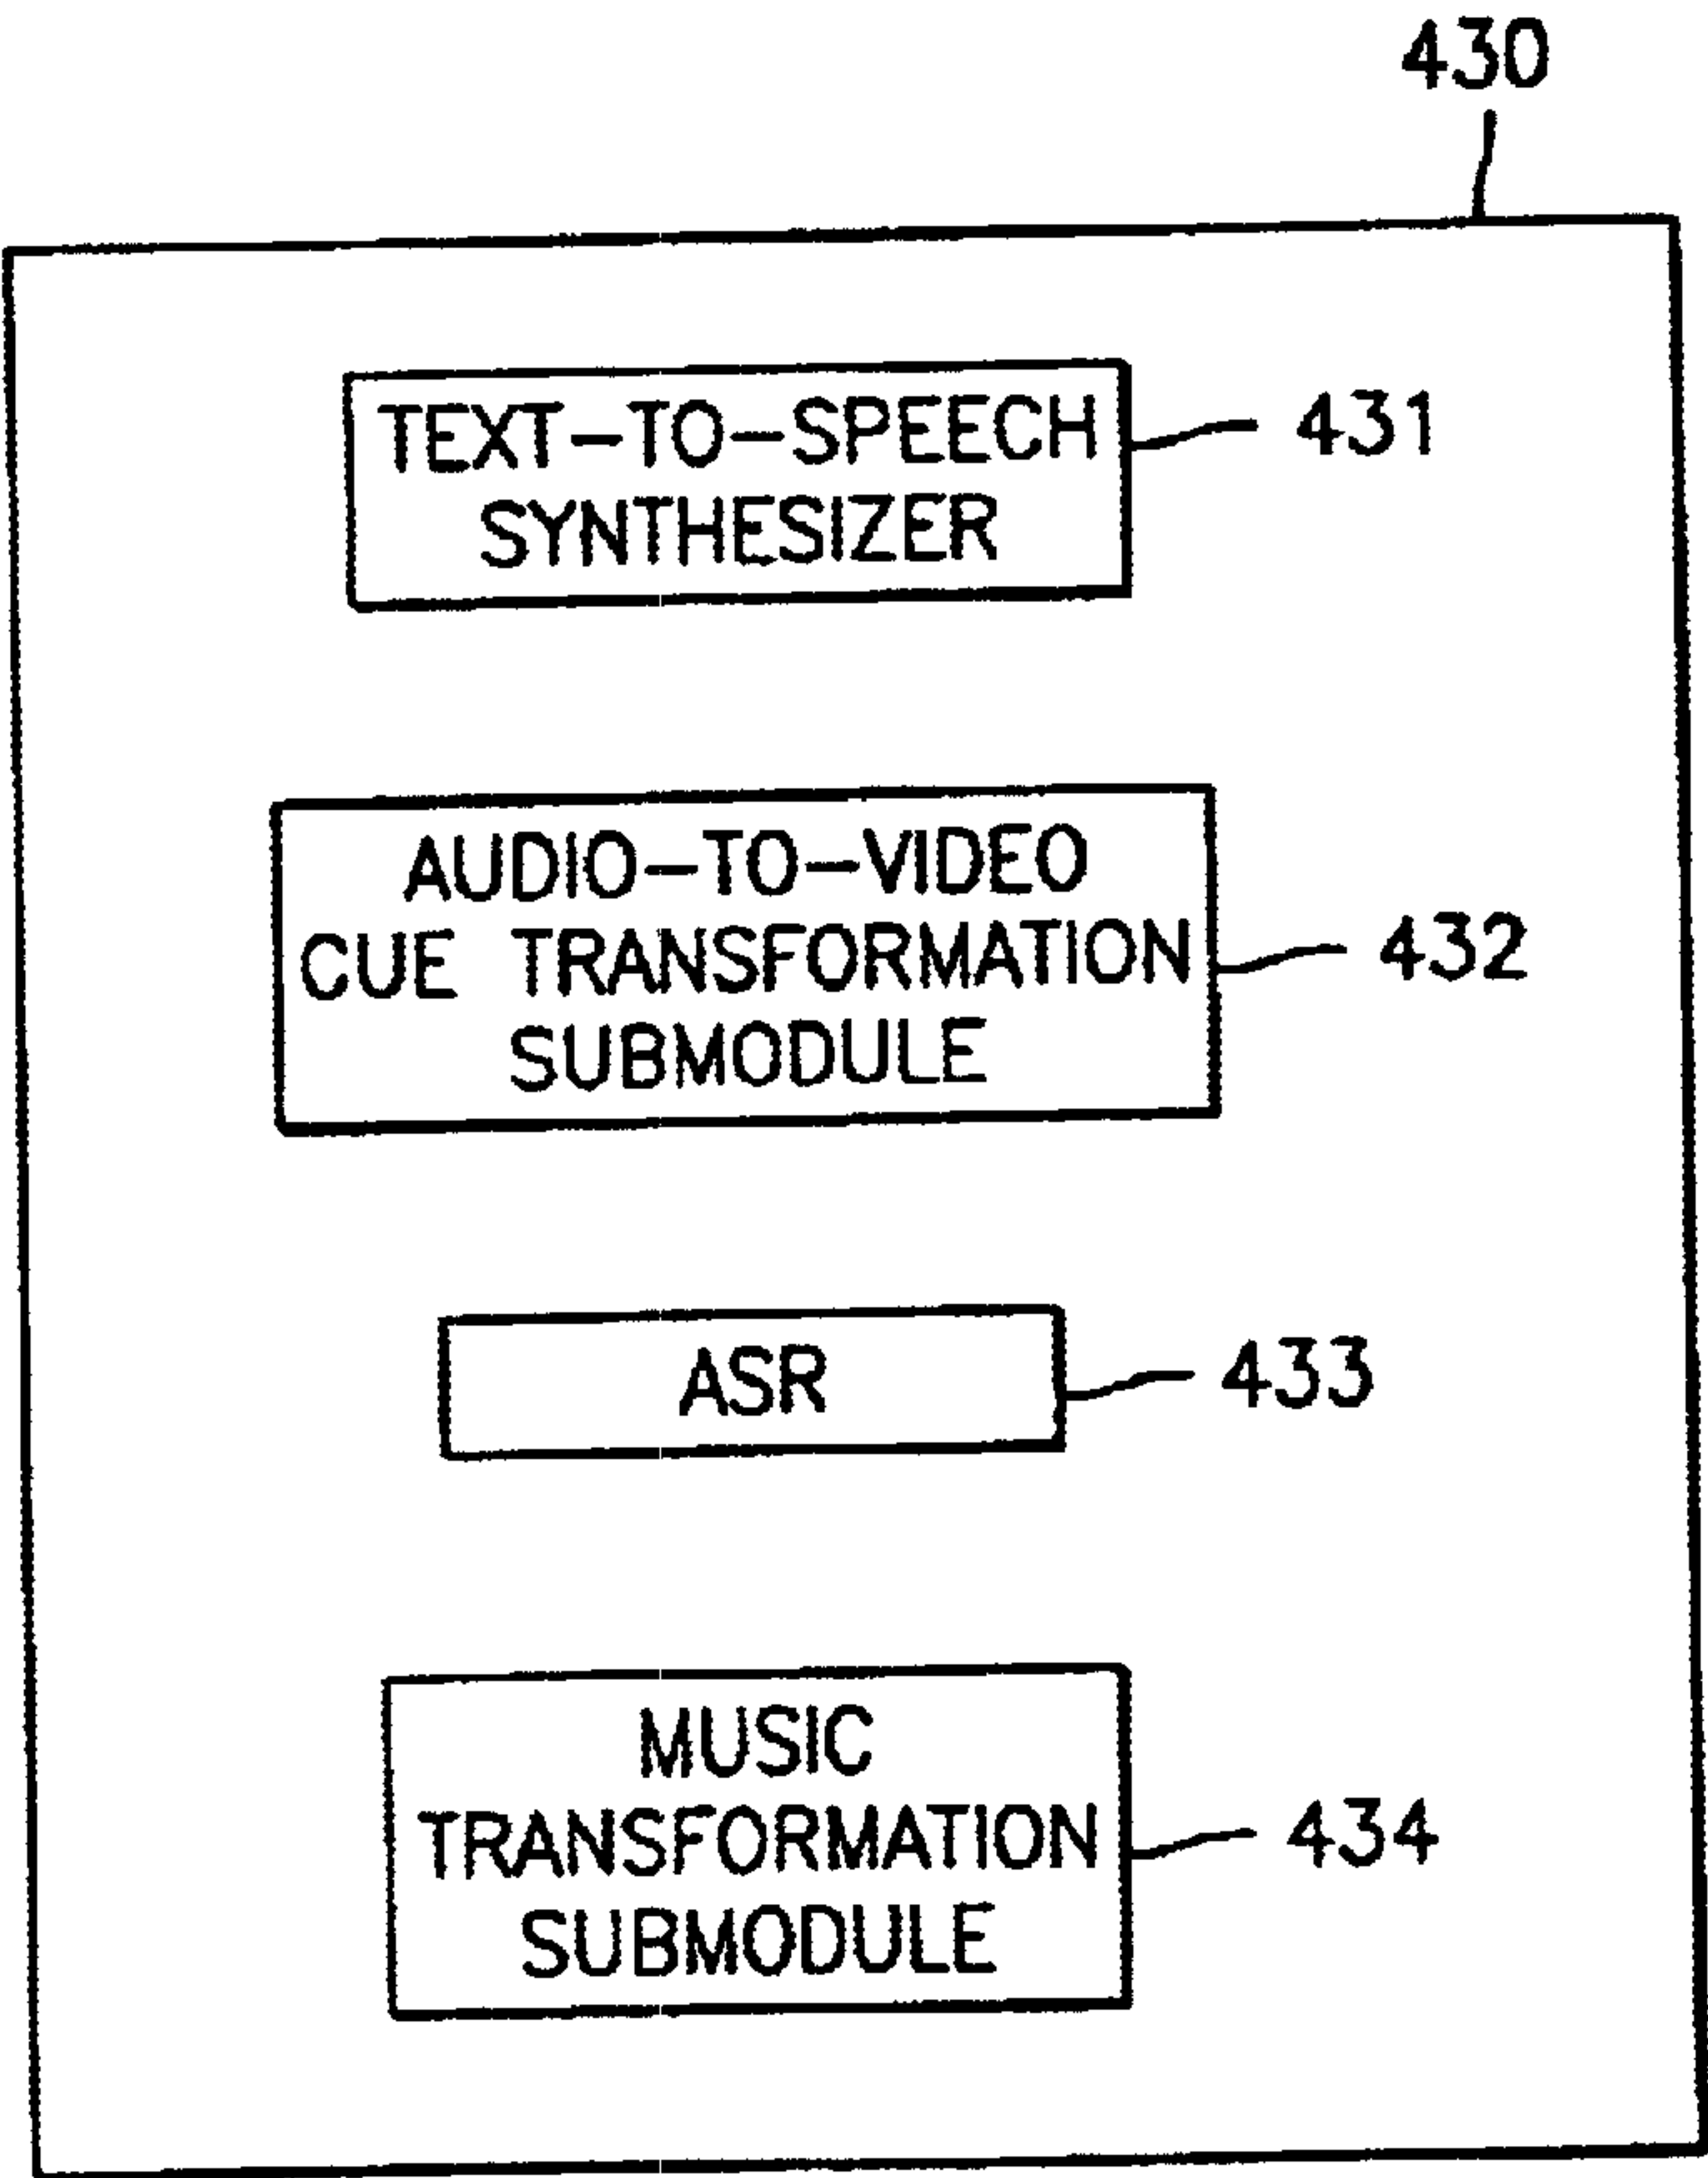 430
TEXT-TO-SPEECH
SYNTHESIZER
431
AUDIO-TO-VIDEO
CUE TRANSFORMATION
SUBMODULE
432
ASR
433
MUSIC
TRANSFORMATION
SUBMODULE
434